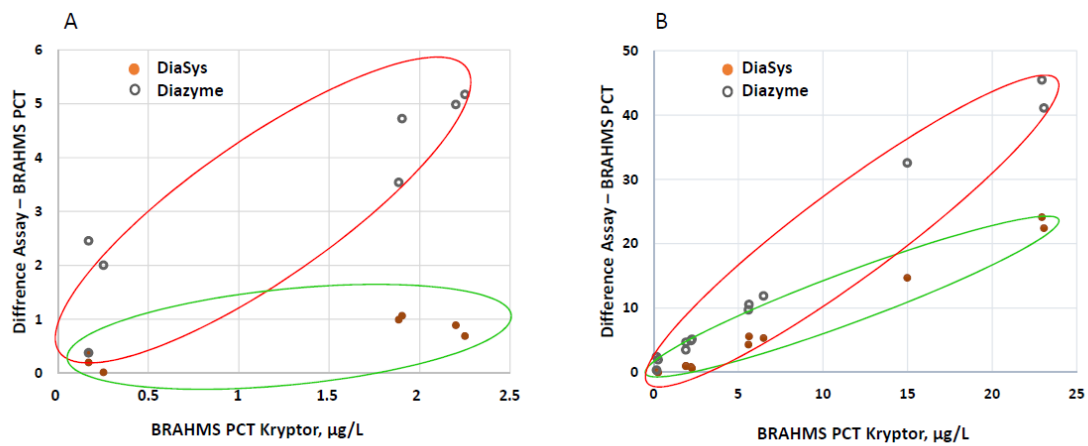 A
Diffrence Assay – BRAHMS PCT
6
5
4
3
2
1
0
DiaSys
Diazyme
0
0.5
1
1.5
2
2.5
BRAHMS PCT Kryptor, µg/L
B
Difference Assay – BRAHMS PCT
50
40
30
20
10
0
DiaSys
Diazyme
0
5
10
15
20
25
BRAHMS PCT Kryptor, µg/L